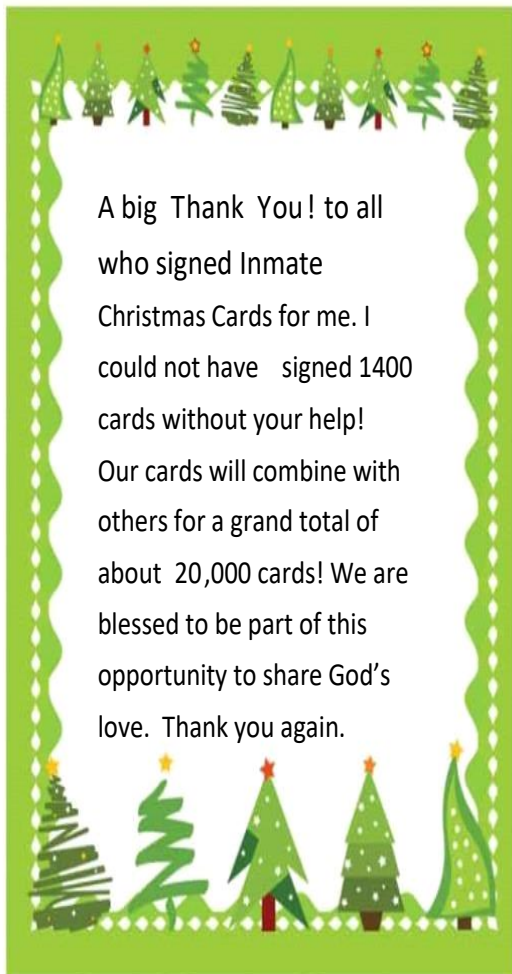 A big Thank You! to all
who signed Inmate
Christmas Cards for me. I
could not have signed 1400
cards without your help!
Our cards will combine with
others for a grand total of
about 20,000 cards! We are
blessed to be part of this
opportunity to share God’s
love. Thank you again.